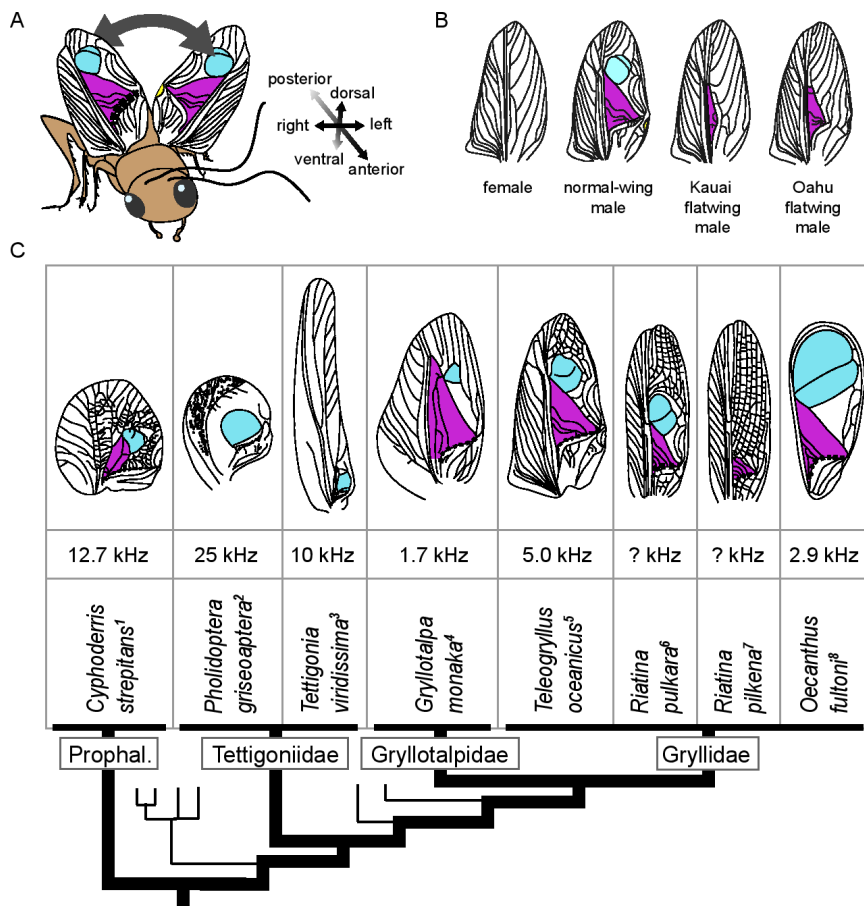 A
posterior
dorsal
right
left
ventral
anterior
B
female
normal-wing
male
Kauai
flatwing
male
Oahu
flatwing
male
C
12.7 kHz
25 kHz
10 kHz
1.7 kHz
5.0 kHz
? kHz
? kHz
2.9 kHz
Cyphoderris
strepitans1
Pholidoptera
griseoaptera2
Tettigonia
viridissima3
Gryllotalpa
monaka4
Teleogryllus
oceanicus5
Riatina
pulkara6
Riatina
pilkena7
Oecanthus
fultoni8
Prophal.
Tettigoniidae
Gryllotalpidae
Gryllidae